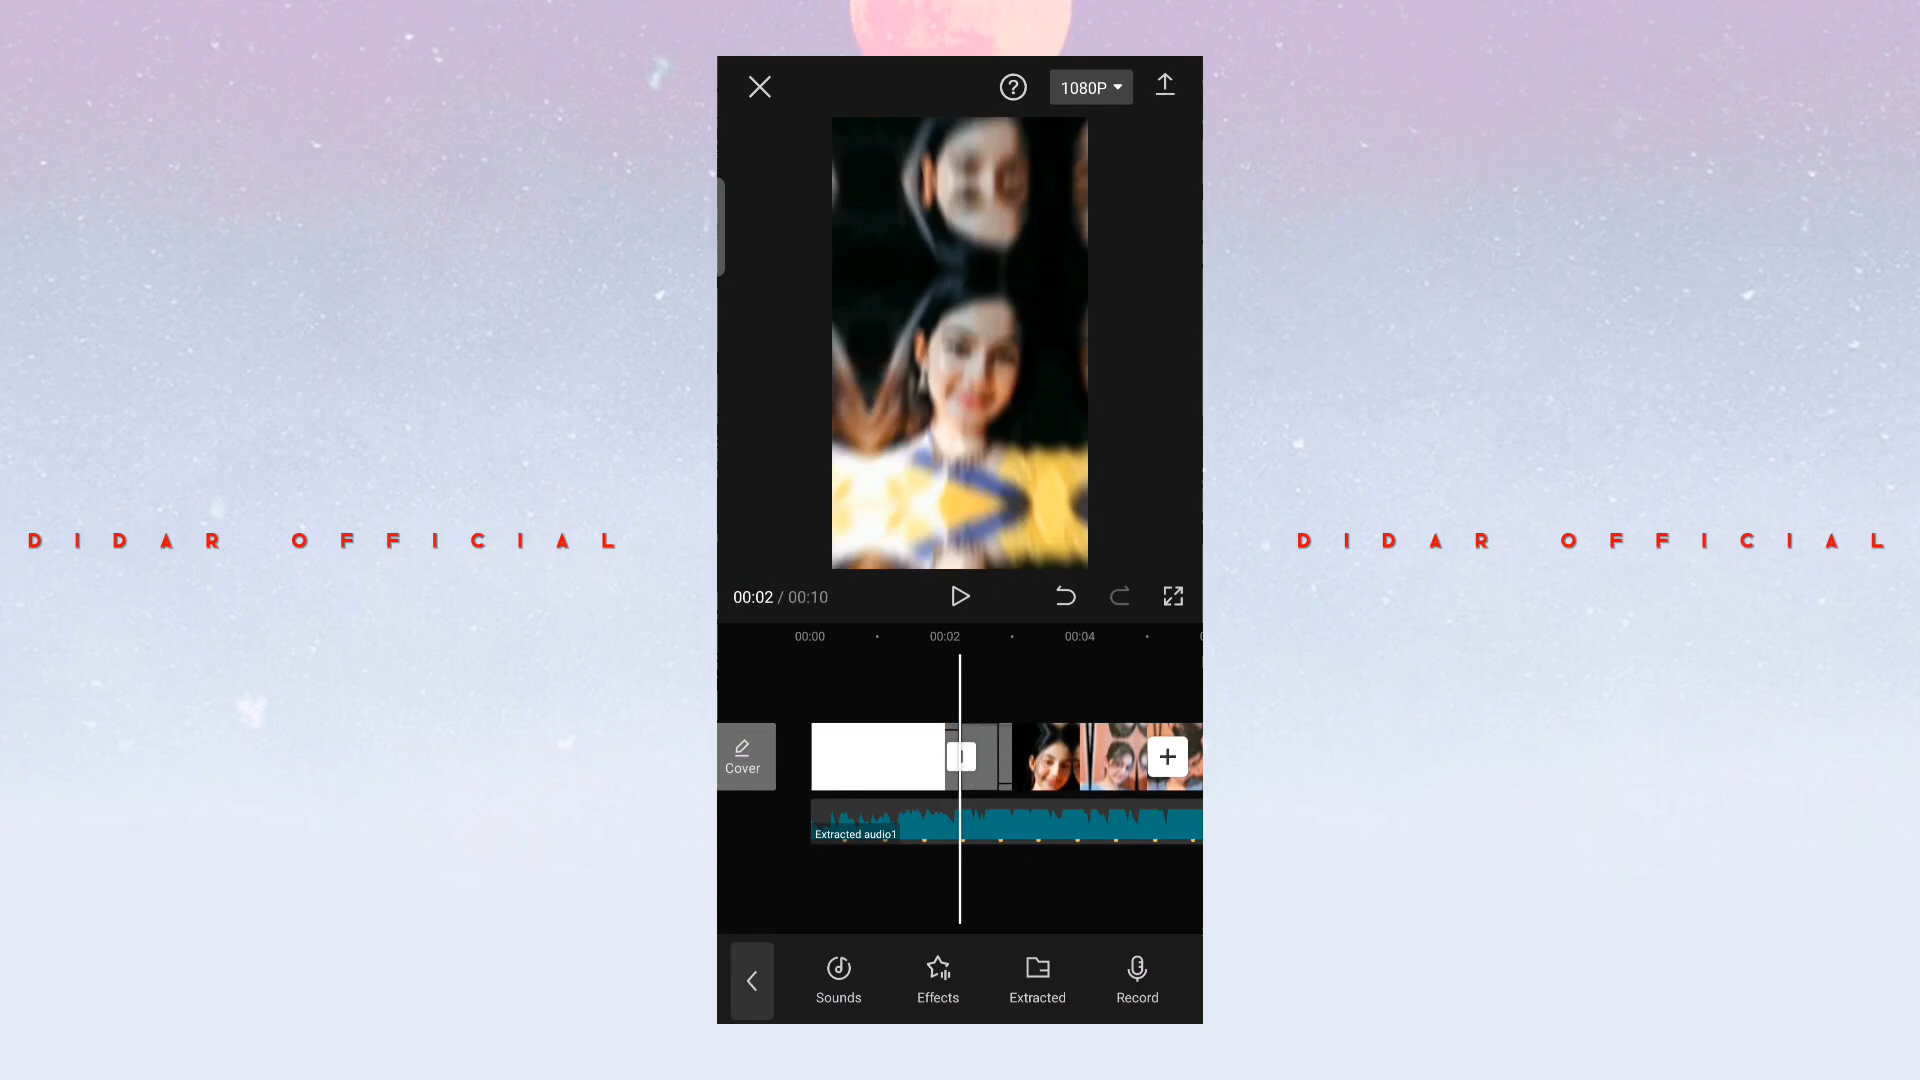 1080P
DIDAR OFFICIAL
DIDAR OFFICIAL
00:02 / 00:10
00:00
00:02
00:04
Cover
Extracted audio1
Sounds
Effects
Extracted
Record